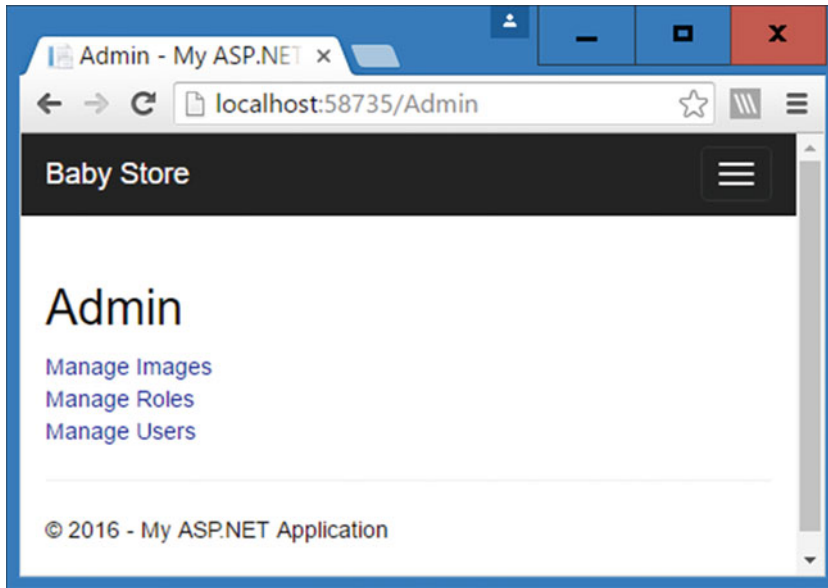 Admin - My ASP.NET
localhost:58735/Admin
Baby Store
Admin
Manage Images
Manage Roles
Manage Users
© 2016 - My ASP.NET Application